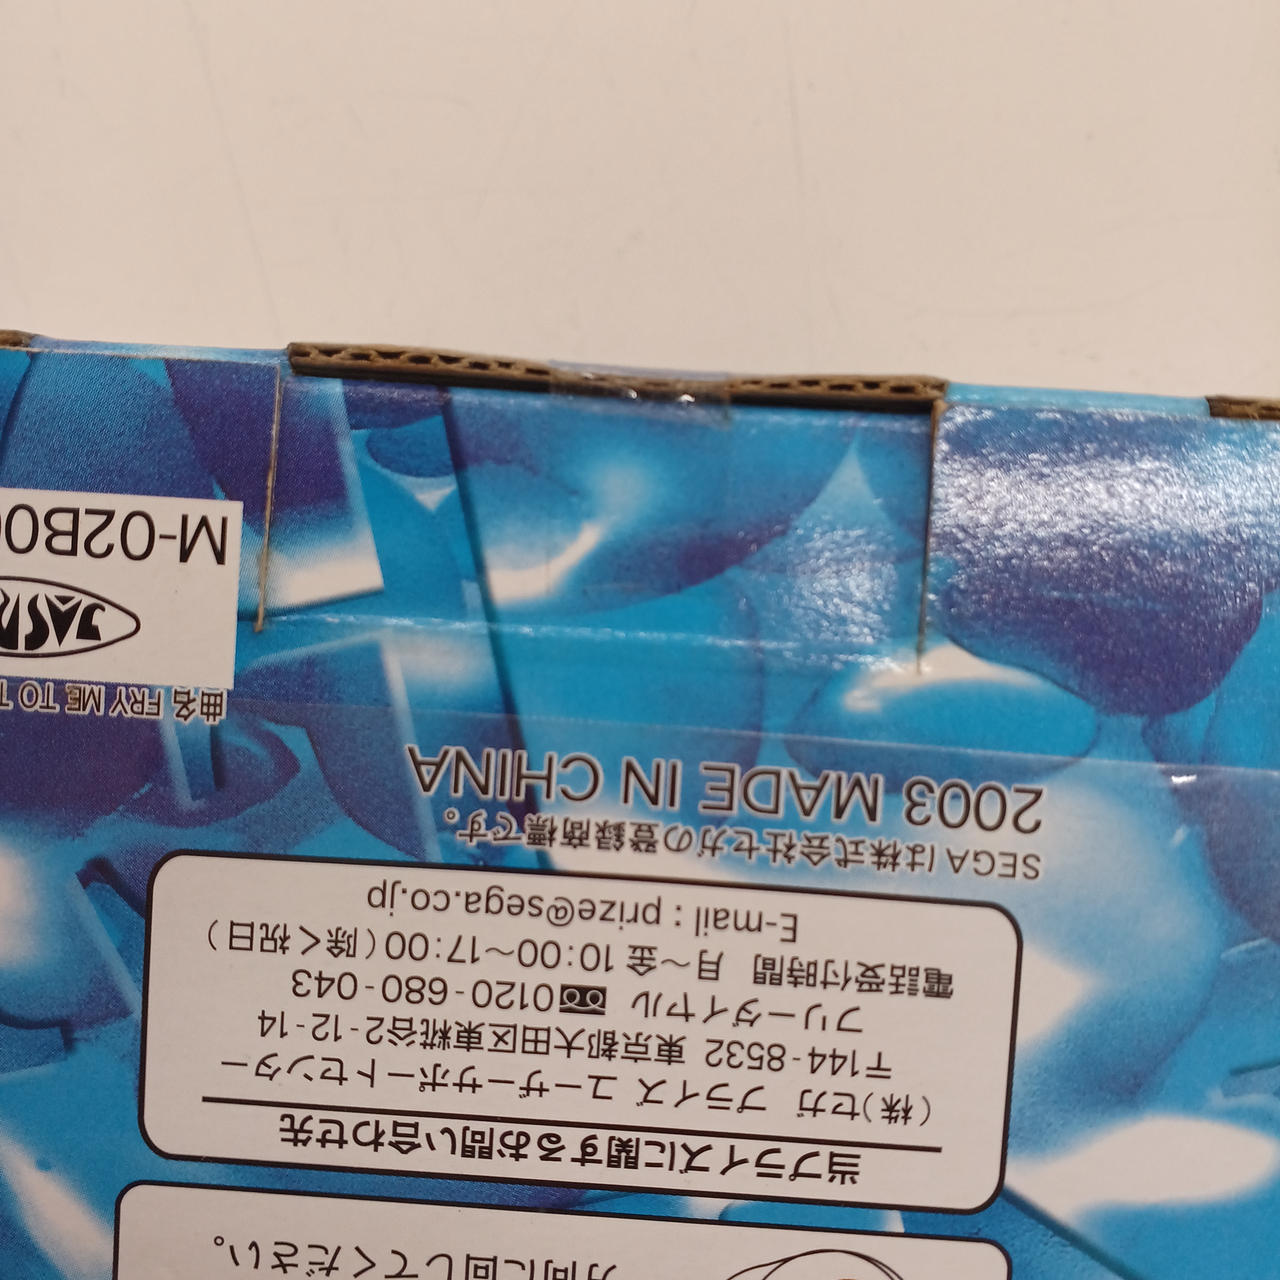 方向に回してください。
当プライズに関するお問い合わせ先
(株)セガ プライズ ユーザーサポートセンター
〒144-8532 東京都大田区東糀谷2-12-14
フリーダイヤル 0120-680-043
電話受付時間 月～金 10:00～17:00(除く祝日)
E-mail : prize@sega.co.jp
SEGA は株式会社セガの登録商標です。
2003 MADE IN CHINA
曲名 FRY ME TO
JASR
M-02B0